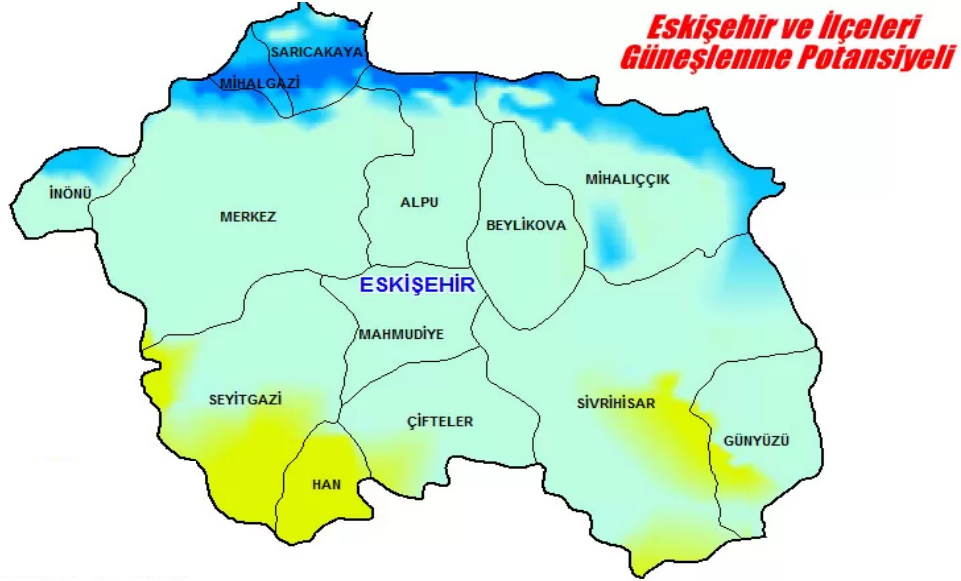 Eskişehir ve İlçeleri
Güneşlenme Potansiyeli
SARICAKAYA
MİHALGAZİ
İNÖNÜ
MERKEZ
ALPU
BEYLİKOVA
MİHALIÇÇIK
ESKİŞEHİR
MAHMUDİYE
SEYİTGAZİ
ÇİFTELER
SİVRİHİSAR
GÜNYÜZÜ
HAN